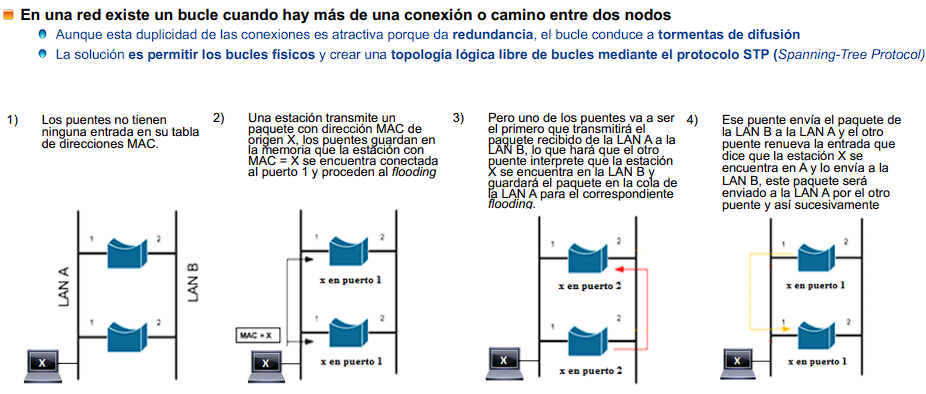 En una red existe un bucle cuando hay más de una conexión o camino entre dos nodos
Aunque esta duplicidad de las conexiones es atractiva porque da redundancia, el bucle conduce a tormentas de difusión
La solución es permitir los bucles físicos y crear una topología lógica libre de bucles mediante el protocolo STP (Spanning-Tree Protocol)
1) Los puentes no tienen
ninguna entrada en su tabla
de direcciones MAC.
2) Una estación transmite un
paquete con dirección MAC de
origen X, los puentes guardan en
la memoria que la estación con
MAC = X se encuentra conectada
al puerto 1 y proceden al flooding
3) Pero uno de los puentes va a ser
el primero que transmitirá el
paquete recibido de la LAN A a la
LAN B, lo que hará que el otro
puente interprete que la estación
X se encuentra en la LAN B y
guardará el paquete en la cola de
la LAN A para el correspondiente
flooding.
4) Ese puente envía el paquete de
la LAN B a la LAN A y el otro
puente renueva la entrada que
dice que la estación X se
encuentra en A y lo envía a la
LAN B, este paquete será
enviado a la LAN A por el otro
puente y así sucesivamente
1 2
LAN A
LAN B
1 2
X
1 2
x en puerto 1
MAC = X
1 2
X
x en puerto 1
1 2
x en puerto 2
1 2
X
x en puerto 2
1 2
x en puerto 1
1 2
X
x en puerto 1